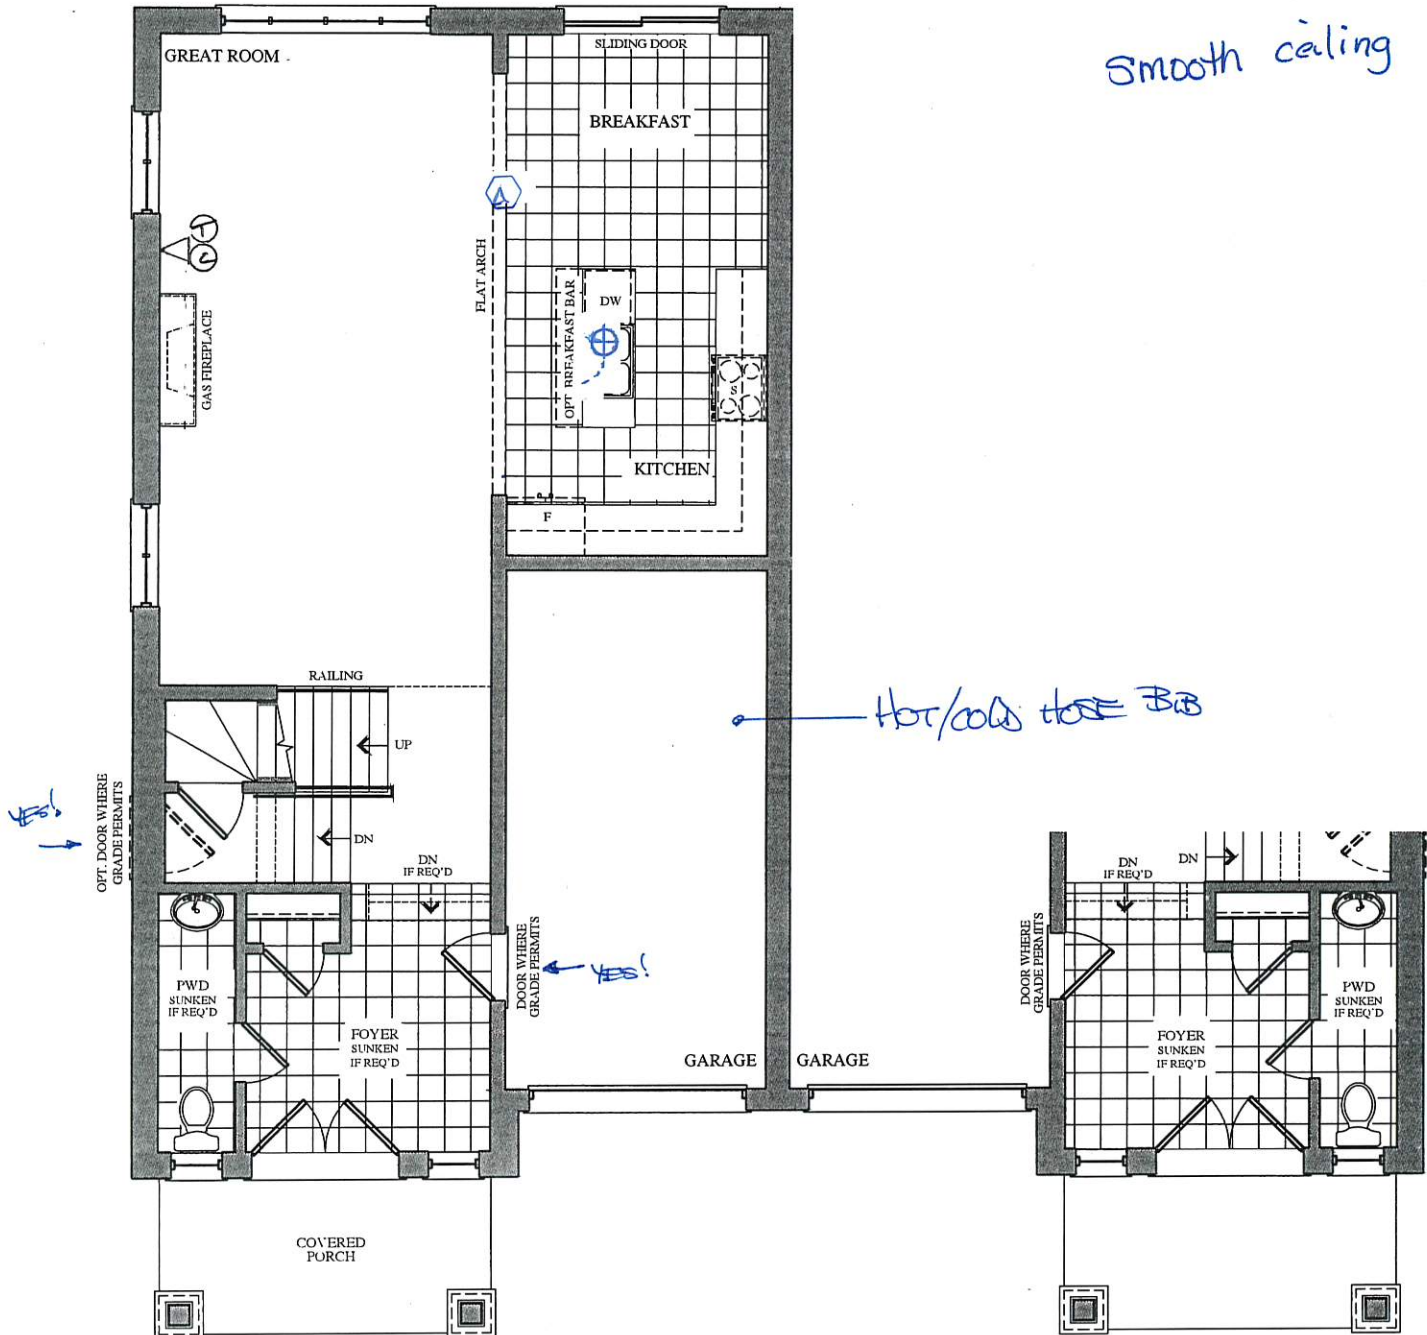 Smooth ceiling
GREAT ROOM
SLIDING DOOR
BREAKFAST
A
T
C
FLAT ARCH
GAS FIREPLACE
OPT. BREAKFAST BAR
DW
S
KITCHEN
F
RAILING
UP
HOT/COLD HOSE BIB
YES!
OPT. DOOR WHERE
GRADE PERMITS
DN
DN
IF REQ'D
DN
IF REQ'D
DN
DOOR WHERE
GRADE PERMITS
YES!
DOOR WHERE
GRADE PERMITS
PWD
SUNKEN
IF REQ'D
FOYER
SUNKEN
IF REQ'D
GARAGE
GARAGE
FOYER
SUNKEN
IF REQ'D
PWD
SUNKEN
IF REQ'D
COVERED
PORCH